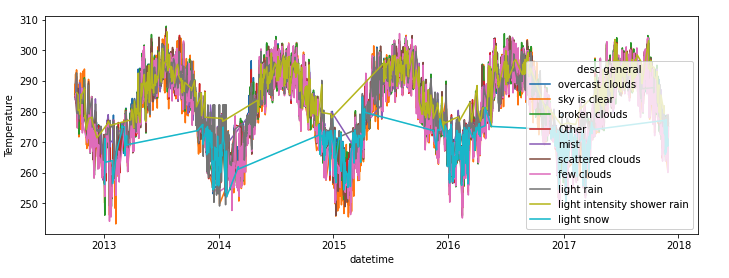 310
300
290
280
270
260
250
Temperature
2013
2014
2015
2016
2017
2018
datetime
desc general
overcast clouds
sky is clear
broken clouds
Other
mist
scattered clouds
few clouds
light rain
light intensity shower rain
light snow